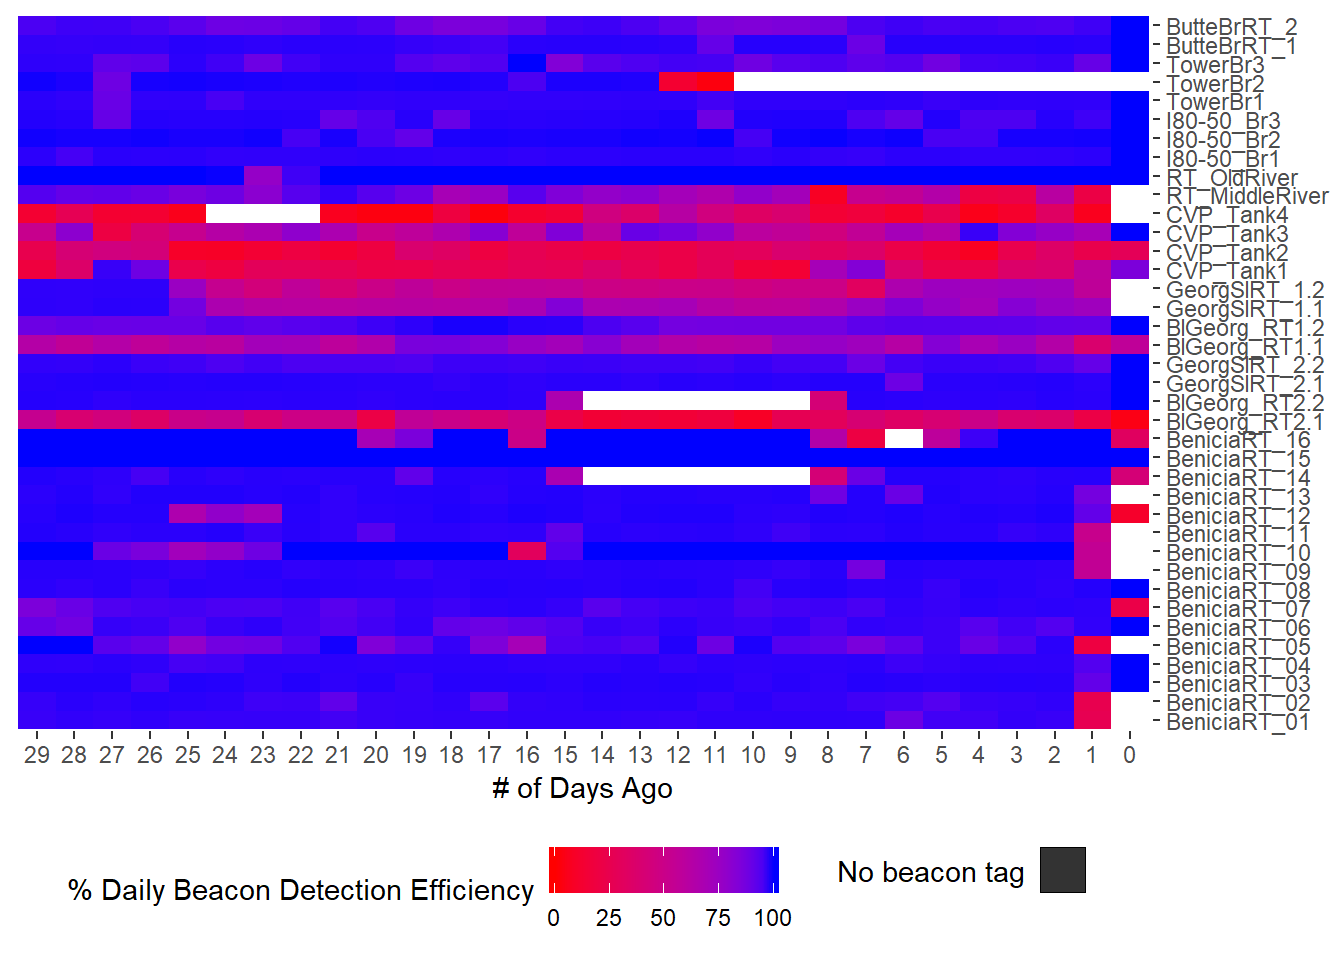 ButteBrRT_2
ButteBrRT_1
TowerBr3
TowerBr2
TowerBr1
I80-50_Br3
I80-50_Br2
I80-50_Br1
RT_OldRiver
RT_MiddleRiver
CVP_Tank4
CVP_Tank3
CVP_Tank2
CVP_Tank1
GeorgSlRT_1.2
GeorgSlRT_1.1
BlGeorg_RT1.2
BlGeorg_RT1.1
GeorgSlRT_2.2
GeorgSlRT_2.1
BlGeorg_RT2.2
BlGeorg_RT2.1
BeniciaRT_16
BeniciaRT_15
BeniciaRT_14
BeniciaRT_13
BeniciaRT_12
BeniciaRT_11
BeniciaRT_10
BeniciaRT_09
BeniciaRT_08
BeniciaRT_07
BeniciaRT_06
BeniciaRT_05
BeniciaRT_04
BeniciaRT_03
BeniciaRT_02
BeniciaRT_01
29 28 27 26 25 24 23 22 21 20 19 18 17 16 15 14 13 12 11 10 9 8 7 6 5 4 3 2 1 0
# of Days Ago
% Daily Beacon Detection Efficiency
0 25 50 75 100
No beacon tag